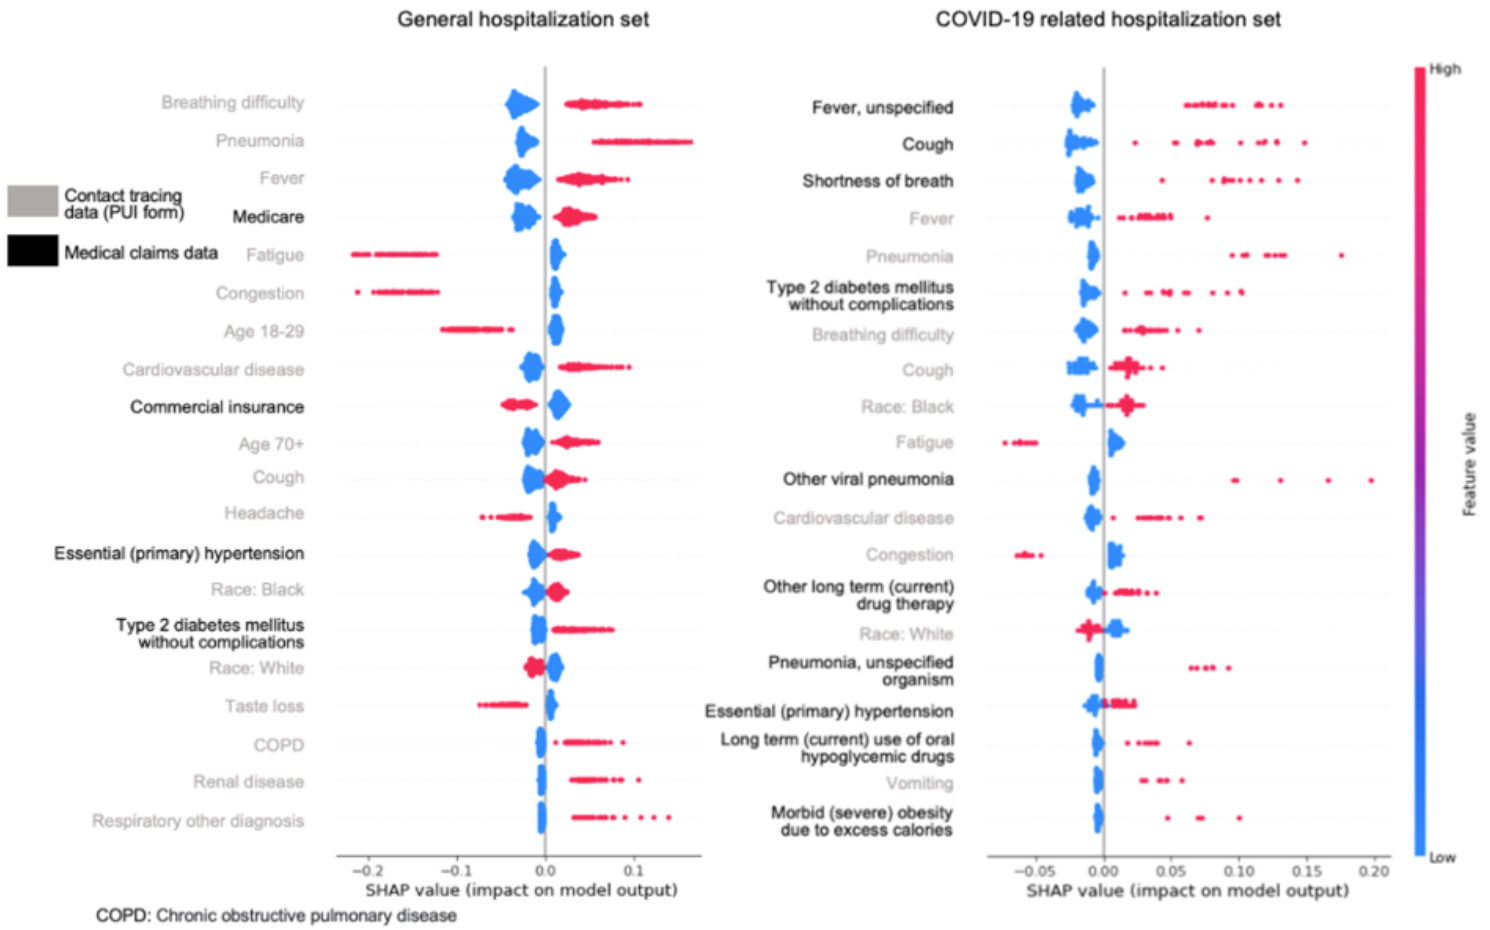 General hospitalization set
COVID-19 related hospitalization set
Contact tracing
data (PUI form)
Medical claims data
Breathing difficulty
Pneumonia
Fever
Medicare
Fatigue
Congestion
Age 18-29
Cardiovascular disease
Commercial insurance
Age 70+
Cough
Headache
Essential (primary) hypertension
Race: Black
Type 2 diabetes mellitus
without complications
Race: White
Taste loss
COPD
Renal disease
Respiratory other diagnosis
−0.2
−0.1
0.0
0.1
SHAP value (impact on model output)
COPD: Chronic obstructive pulmonary disease
Fever, unspecified
Cough
Shortness of breath
Fever
Pneumonia
Type 2 diabetes mellitus
without complications
Breathing difficulty
Cough
Race: Black
Fatigue
Other viral pneumonia
Cardiovascular disease
Congestion
Other long term (current)
drug therapy
Race: White
Pneumonia, unspecified
organism
Essential (primary) hypertension
Long term (current) use of oral
hypoglycemic drugs
Vomiting
Morbid (severe) obesity
due to excess calories
−0.05
0.00
0.05
0.10
0.15
0.20
SHAP value (impact on model output)
High
Feature value
Low